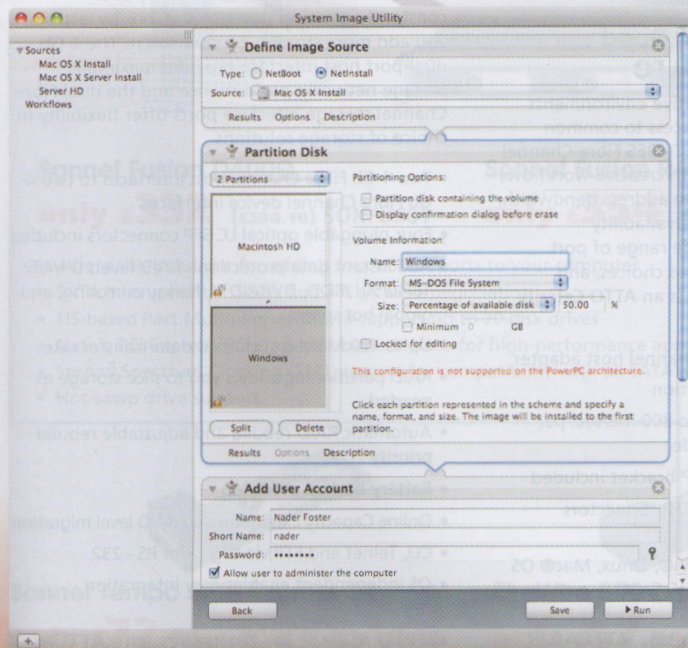 System Image Utility
Sources
Mac OS X Install
Mac OS X Server Install
Server HD
Workflows
Define Image Source
Type: NetBoot NetInstall
Source: Mac OS X Install
Results Options Description
Partition Disk
2 Partitions
Macintosh HD
Windows
Split Delete
Partitioning Options:
Partition disk containing the volume
Display confirmation dialog before erase
Volume Information:
Name: Windows
Format: MS-DOS File System
Size: Percentage of available disk 50.00 %
Minimum 0 GB
Locked for editing
This configuration is not supported on the PowerPC architecture.
Click each partition represented in the scheme and specify a
name, format, and size. The image will be installed to the first
partition.
Results Options Description
Add User Account
Name: Nader Foster
Short Name: nader
Password: ••••••••
Allow user to administer the computer
Back Save Run